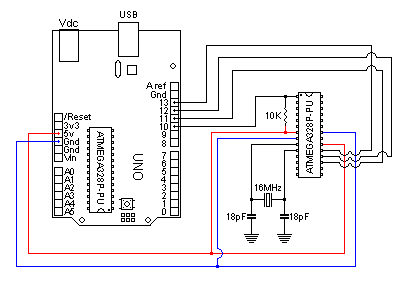 Vdc
USB
Aref
Gnd
13
12
11
10
9
8
/Reset
3v3
5v
Gnd
Gnd
Vin
A0
A1
A2
A3
A4
A5
7
6
5
4
3
2
1
0
ATMEGA328P-PU
UNO
10K
ATMEGA328P-PU
16MHz
18pF
18pF